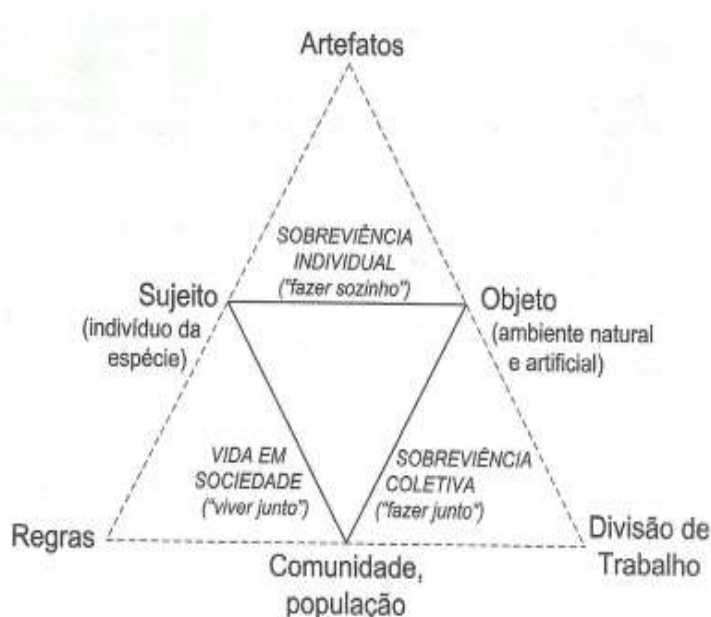 Artefatos
SOBREVIÊNCIA
INDIVIDUAL
("fazer sozinho")
Sujeito
(indivíduo da
espécie)
Objeto
(ambiente natural
e artificial)
VIDA EM
SOCIEDADE
("viver junto")
SOBREVIÊNCIA
COLETIVA
("fazer junto")
Regras
Comunidade,
população
Divisão de
Trabalho